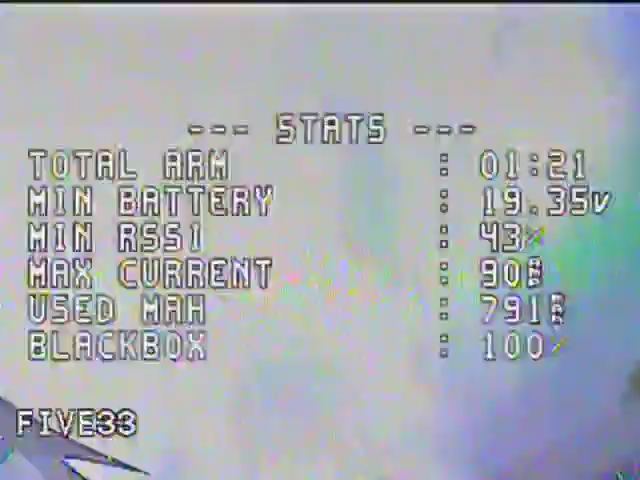 --- STATS ---
TOTAL ARM : 01:21
MIN BATTERY : 19.35V
MIN RSSI : 43%
MAX CURRENT : 90A
USED MAH : 791
BLACKBOX : 100%
FIVE33